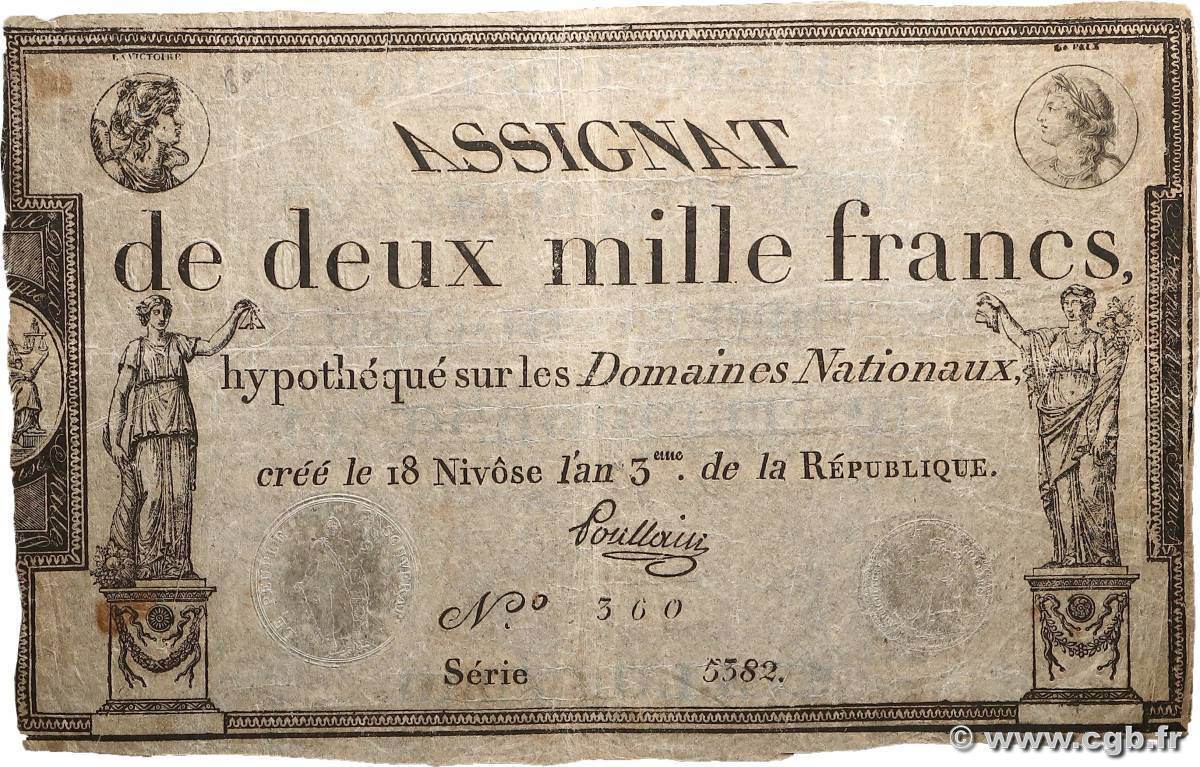 LA VICTOIRE
LA PAIX
ASSIGNAT
de deux mille francs,
hypothéqué sur les Domaines Nationaux,
créé le 18 Nivôse l'an 3eme. de la RÉPUBLIQUE.
Poullain
N.o 360
Série 5382.
© www.cgb.fr